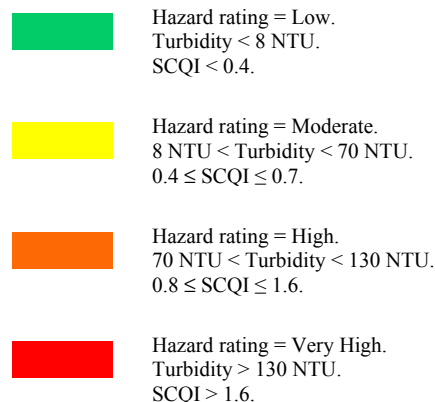 Hazard rating = Low.
Turbidity < 8 NTU.
SCQI < 0.4.
Hazard rating = Moderate.
8 NTU < Turbidity < 70 NTU.
0.4 ≤ SCQI ≤ 0.7.
Hazard rating = High.
70 NTU < Turbidity < 130 NTU.
0.8 ≤ SCQI ≤ 1.6.
Hazard rating = Very High.
Turbidity > 130 NTU.
SCQI > 1.6.